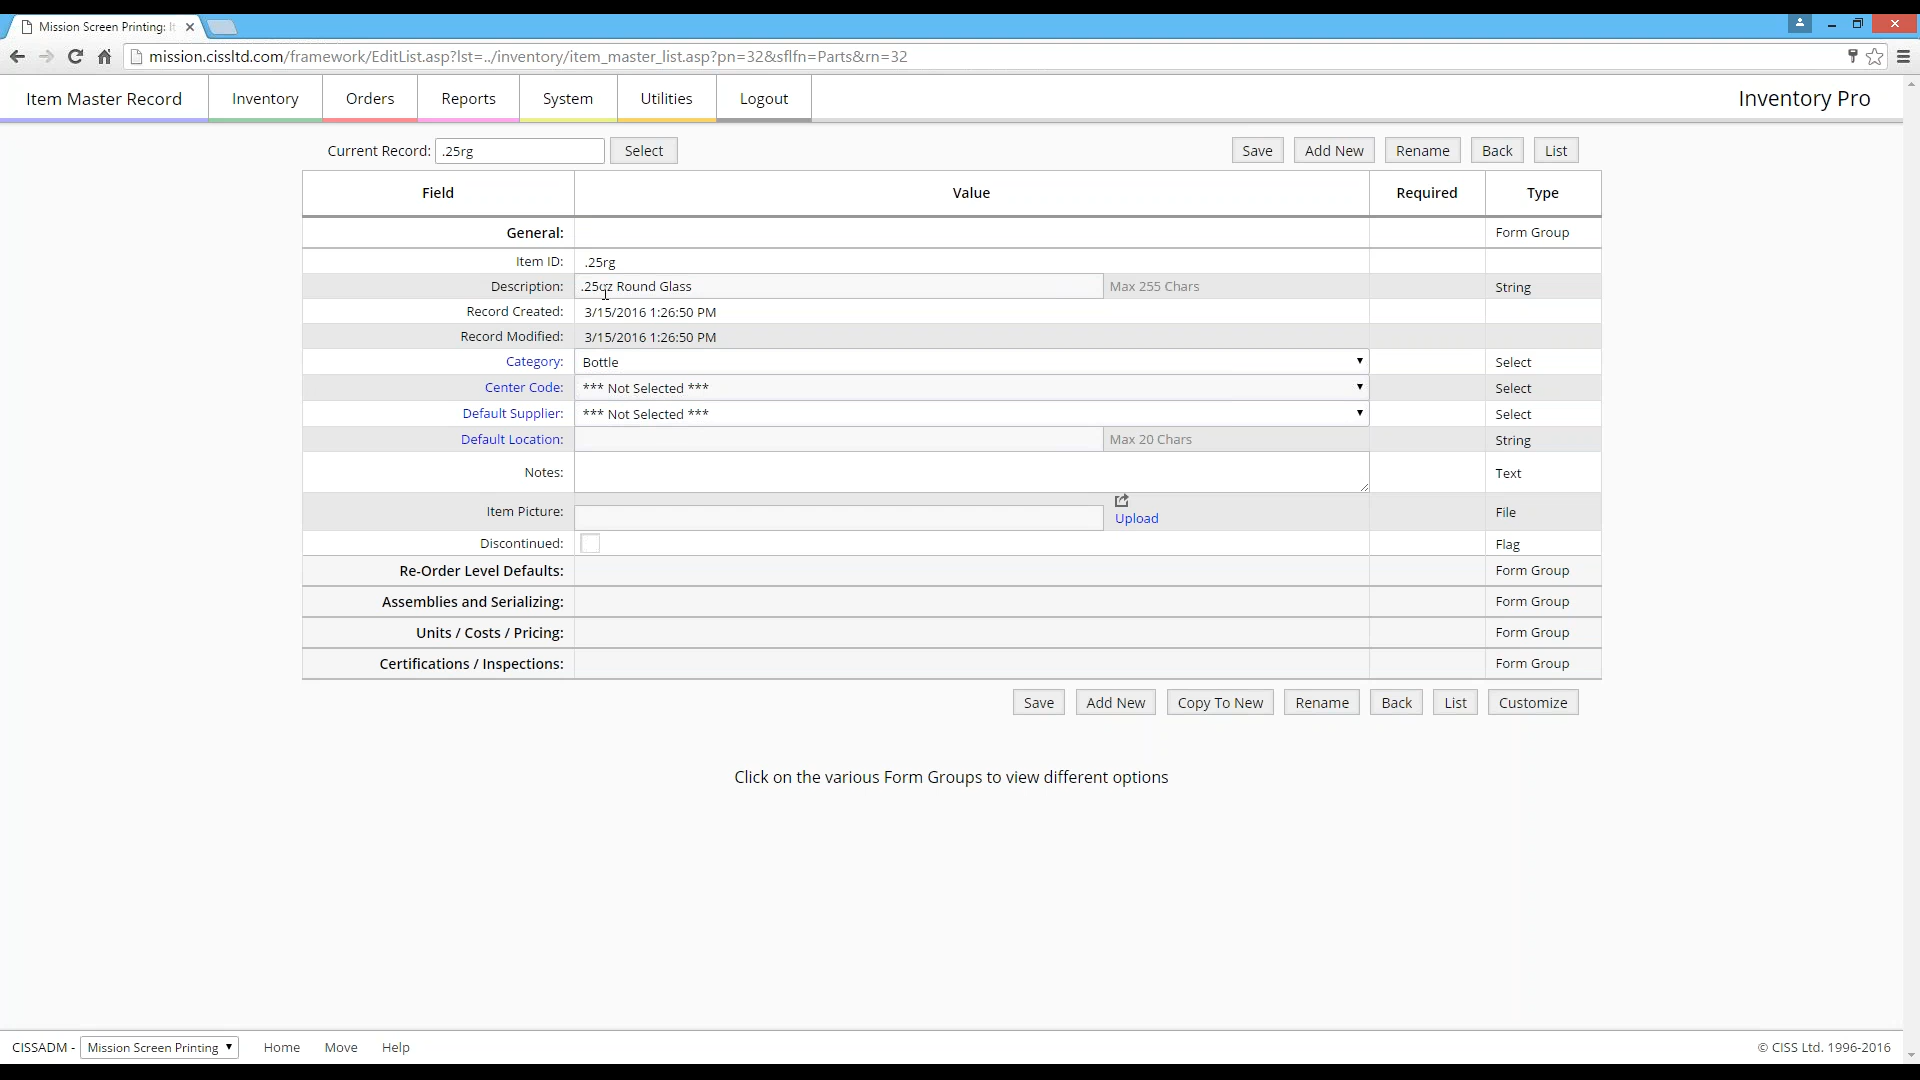 Mission Screen Printing: It
mission.cissltd.com/framework/EditList.asp?lst=../inventory/item_master_list.asp?pn=32&sflfn=Parts&rn=32
Item Master Record Inventory Orders Reports System Utilities Logout Inventory Pro
Current Record: .25rg Select Save Add New Rename Back List
Field Value Required Type
General: Form Group
Item ID: .25rg
Description: .25oz Round Glass Max 255 Chars String
Record Created: 3/15/2016 1:26:50 PM
Record Modified: 3/15/2016 1:26:50 PM
Category: Bottle Select
Center Code: *** Not Selected *** Select
Default Supplier: *** Not Selected *** Select
Default Location: Max 20 Chars String
Notes: Text
Item Picture: Upload File
Discontinued: Flag
Re-Order Level Defaults: Form Group
Assemblies and Serializing: Form Group
Units / Costs / Pricing: Form Group
Certifications / Inspections: Form Group
Save Add New Copy To New Rename Back List Customize
Click on the various Form Groups to view different options
CISSADM - Mission Screen Printing Home Move Help © CISS Ltd. 1996-2016